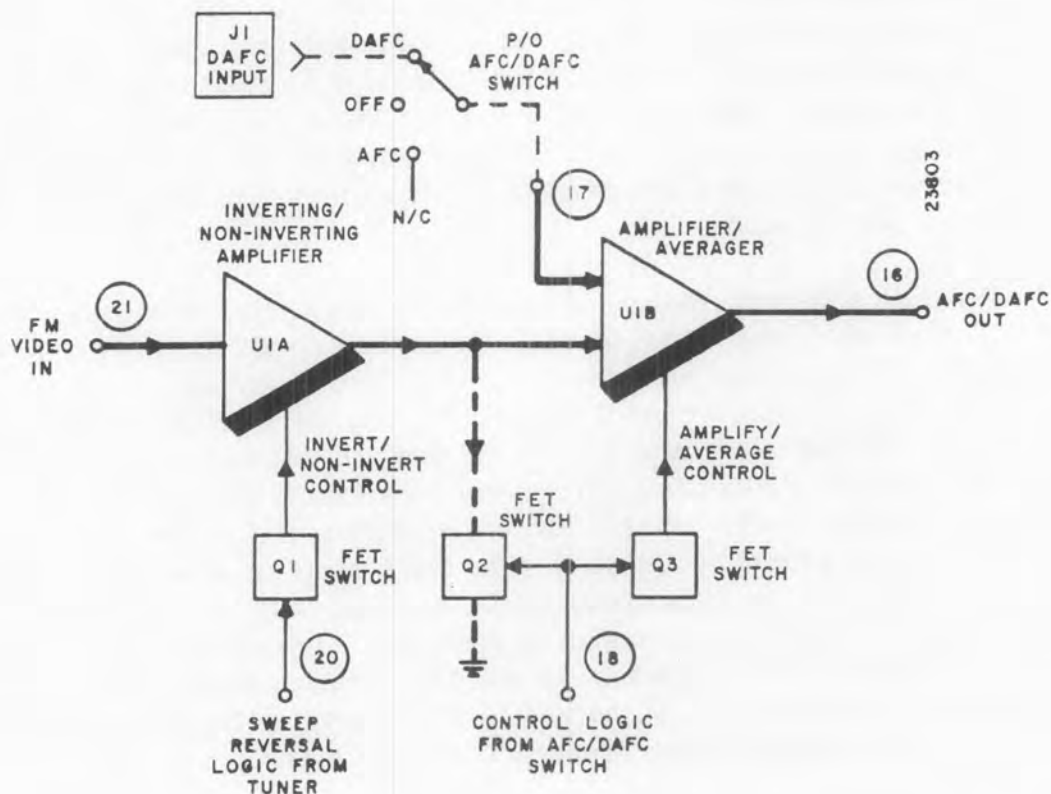 J1
DAFC
INPUT
DAFC
OFF
AFC
N/C
P/O
AFC/DAFC
SWITCH
17
23803
INVERTING/
NON-INVERTING
AMPLIFIER
AMPLIFIER/
AVERAGER
21
FM
VIDEO
IN
U1A
U1B
16
AFC/DAFC
OUT
INVERT/
NON-INVERT
CONTROL
AMPLIFY/
AVERAGE
CONTROL
Q1
FET
SWITCH
FET
SWITCH
Q2
Q3
FET
SWITCH
20
18
SWEEP
REVERSAL
LOGIC FROM
TUNER
CONTROL LOGIC
FROM AFC/DAFC
SWITCH